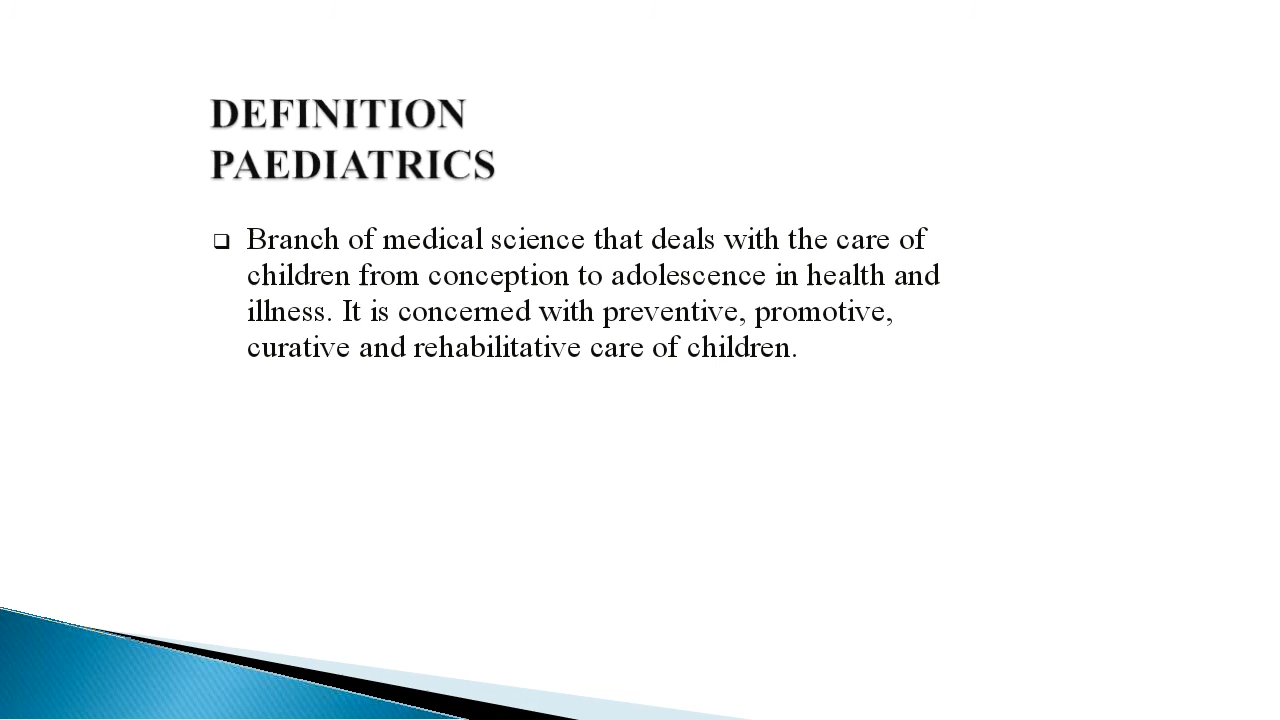 DEFINITION
PAEDIATRICS
❑ Branch of medical science that deals with the care of
children from conception to adolescence in health and
illness. It is concerned with preventive, promotive,
curative and rehabilitative care of children.